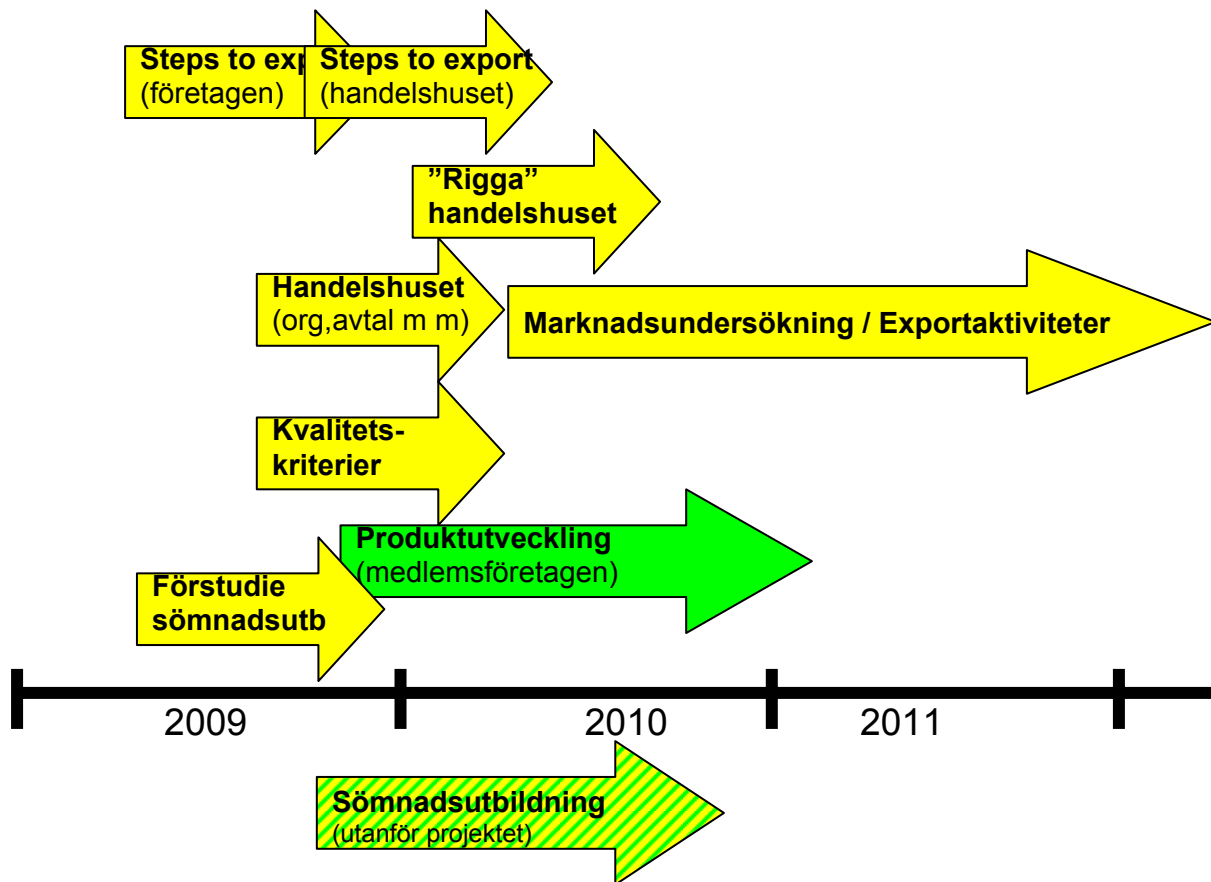 Steps to exp
(företagen)
Steps to export
(handelshuset)
”Rigga”
handelshuset
Handelshuset
(org,avtal m m)
Marknadsundersökning / Exportaktiviteter
Kvalitets-
kriterier
Produktutveckling
(medlemsföretagen)
Förstudie
sömnadsutb
2009
2010
2011
Sömnadsutbildning
(utanför projektet)